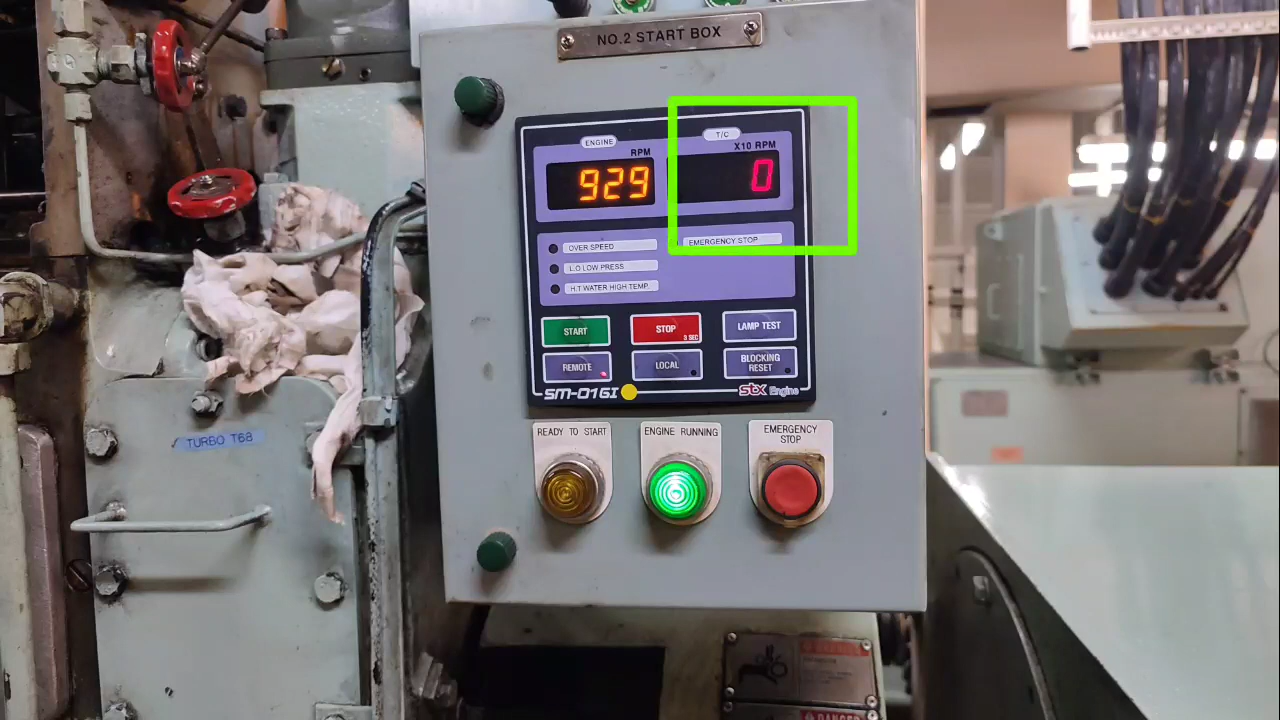 NO.2 START BOX
ENGINE
T/C
RPM
X10 RPM
929
0
OVER SPEED
EMERGENCY STOP
L.O LOW PRESS
H.T WATER HIGH TEMP.
START
STOP
3 SEC
LAMP TEST
REMOTE
LOCAL
BLOCKING
RESET
SM-016I
stx Engine
TURBO T68
READY TO START
ENGINE RUNNING
EMERGENCY
STOP
DANGER